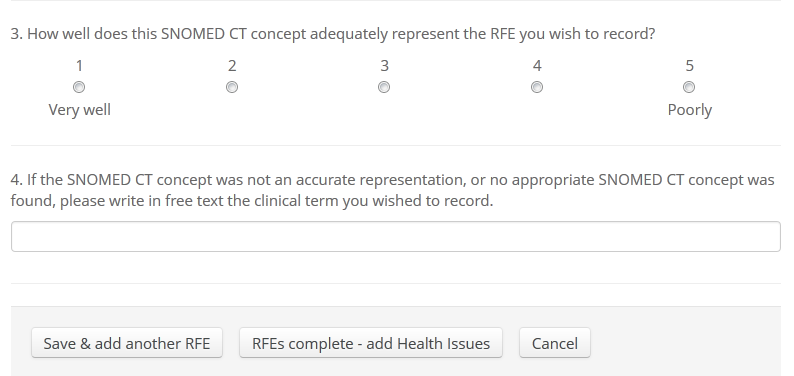 3. How well does this SNOMED CT concept adequately represent the RFE you wish to record?
1 2 3 4 5
Very well Poorly
4. If the SNOMED CT concept was not an accurate representation, or no appropriate SNOMED CT concept was
found, please write in free text the clinical term you wished to record.
Save & add another RFE RFEs complete - add Health Issues Cancel